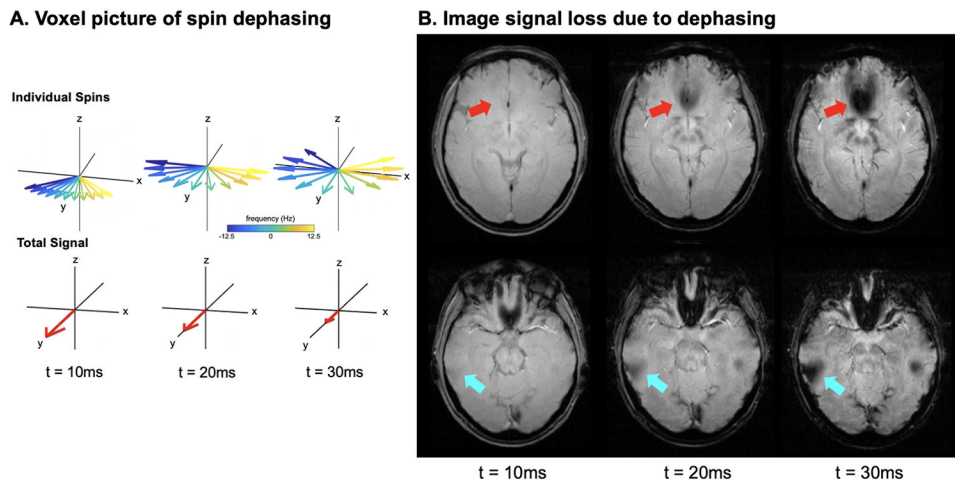 A. Voxel picture of spin dephasing
B. Image signal loss due to dephasing
Individual Spins
z
x
y
z
x
y
z
x
y
frequency (Hz)
-12.5 0 12.5
Total Signal
z
x
y
z
x
y
z
x
y
t = 10ms t = 20ms t = 30ms
t = 10ms t = 20ms t = 30ms